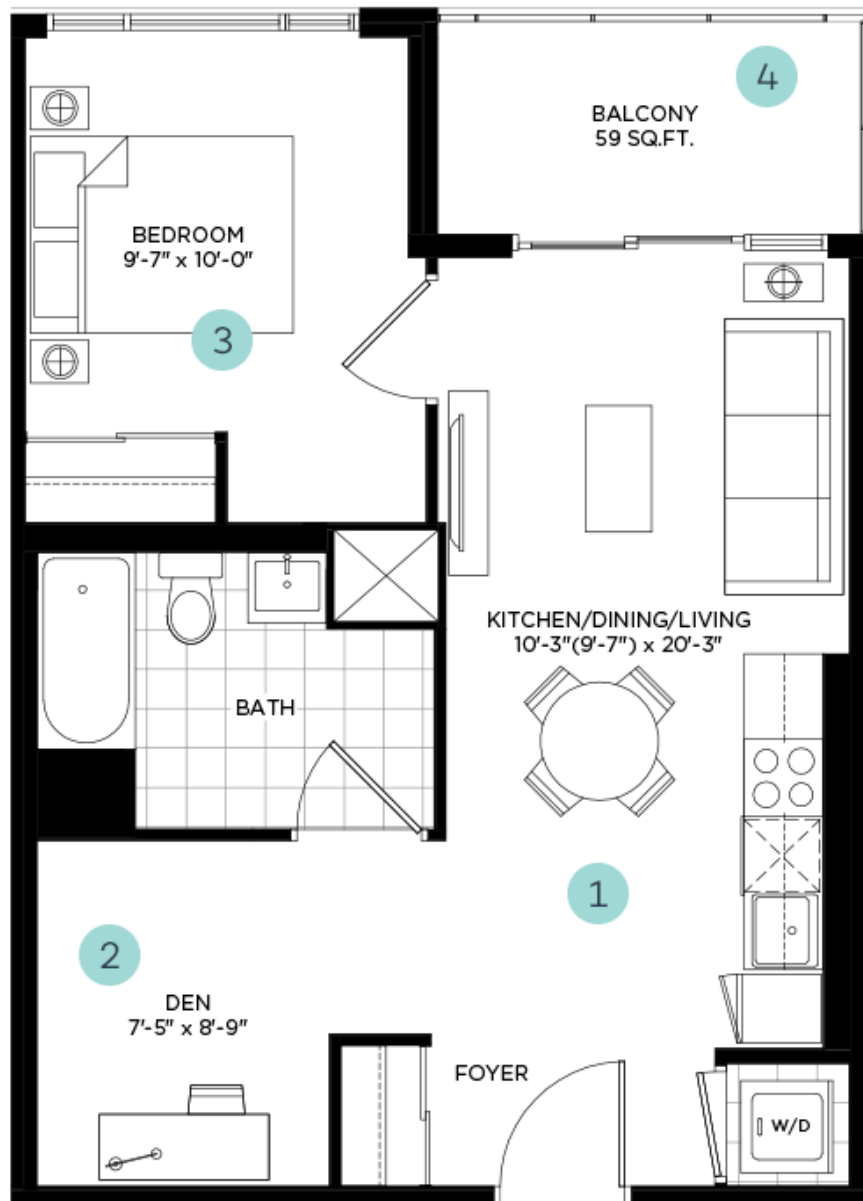 4
BALCONY
59 SQ.FT.
BEDROOM
9'-7" x 10'-0"
3
KITCHEN/DINING/LIVING
10'-3"(9'-7") x 20'-3"
BATH
1
2
DEN
7'-5" x 8'-9"
FOYER
W/D